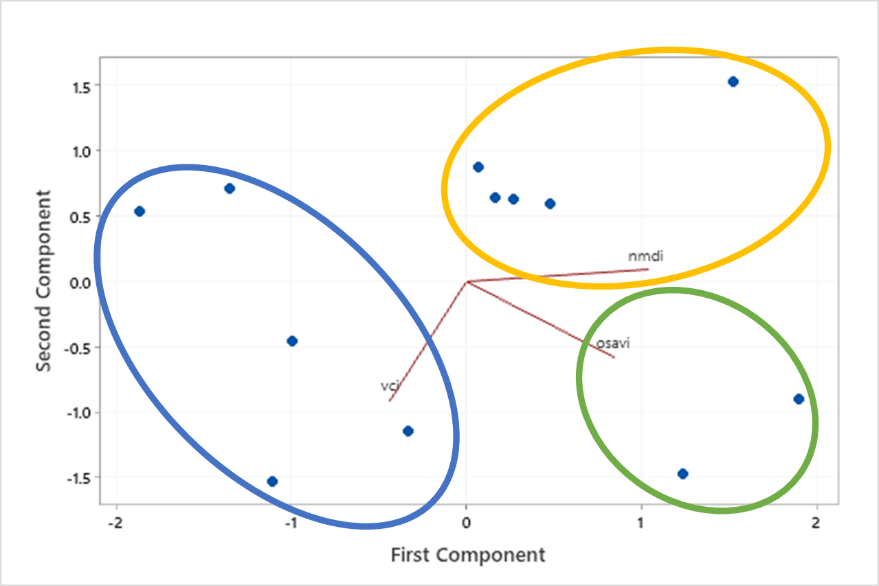 1.5
1.0
0.5
0.0
-0.5
-1.0
-1.5
Second Component
nmdi
osavi
vci
-2 -1 0 1 2
First Component